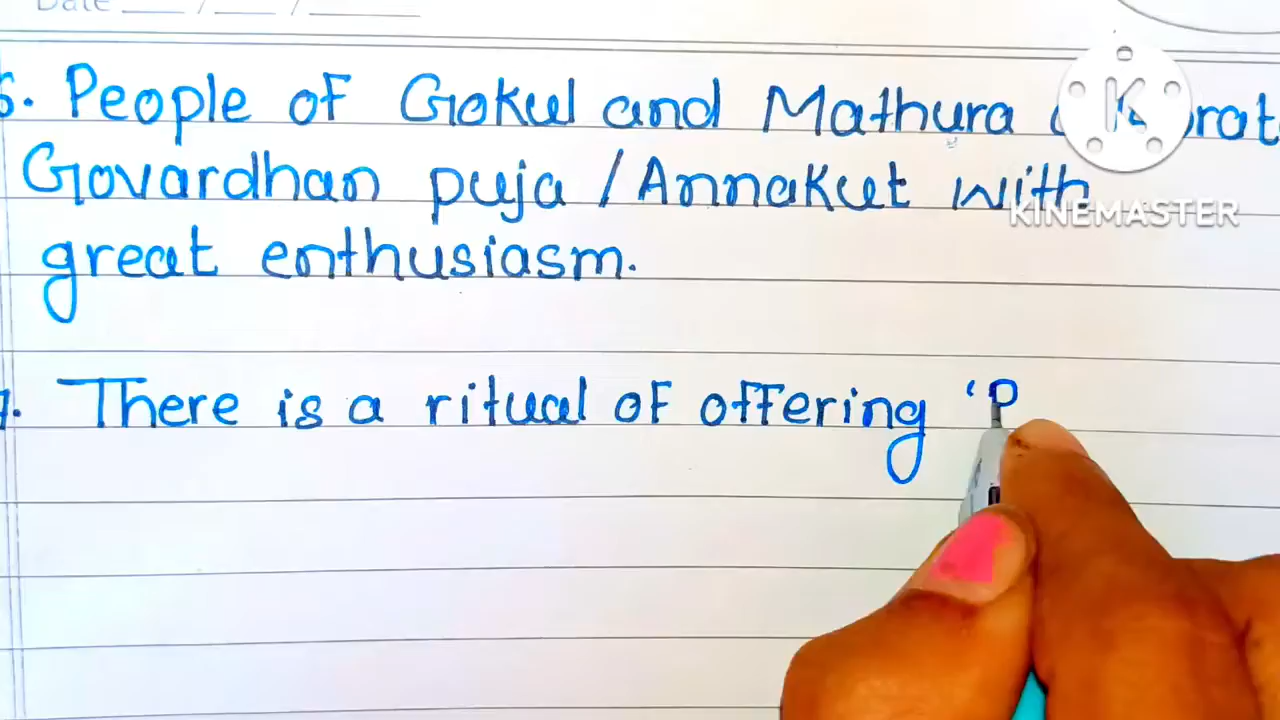 Date
6. People of Gokul and Mathura
Govardhan puja / Annakut with
KINEMASTER
great enthusiasm.
7. There is a ritual of offering 'P